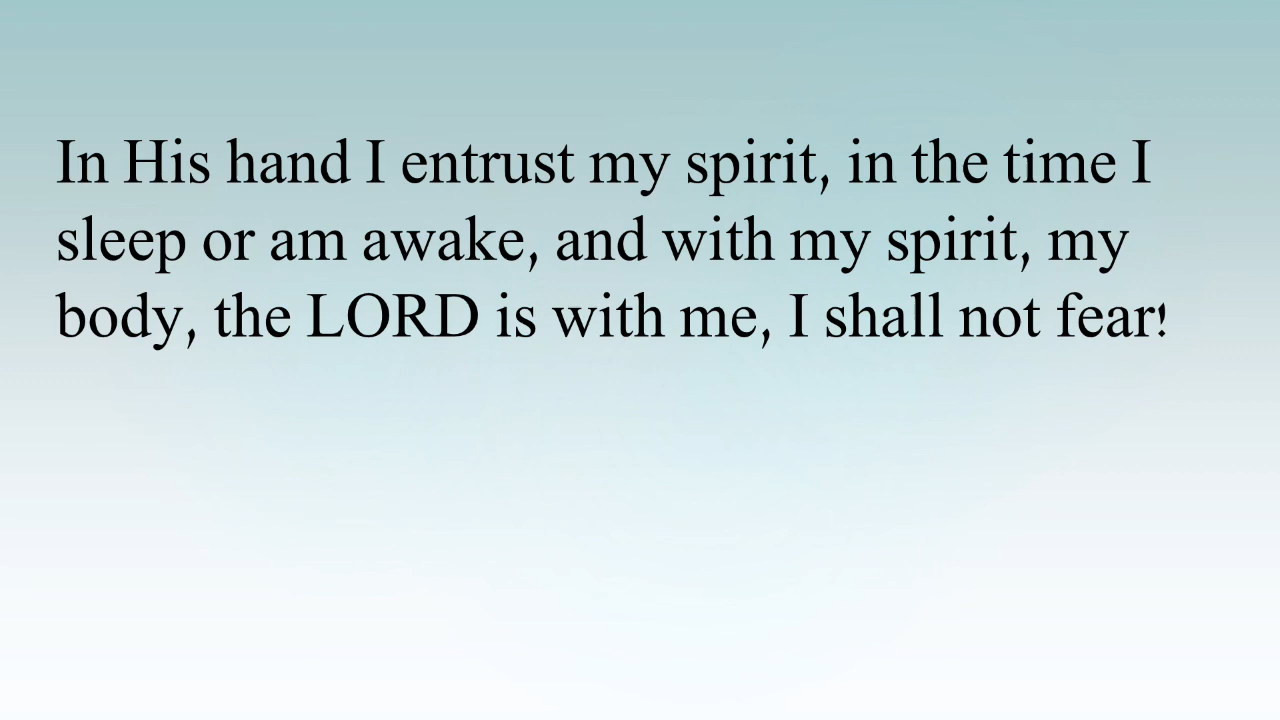 In His hand I entrust my spirit, in the time I
sleep or am awake, and with my spirit, my
body, the LORD is with me, I shall not fear!